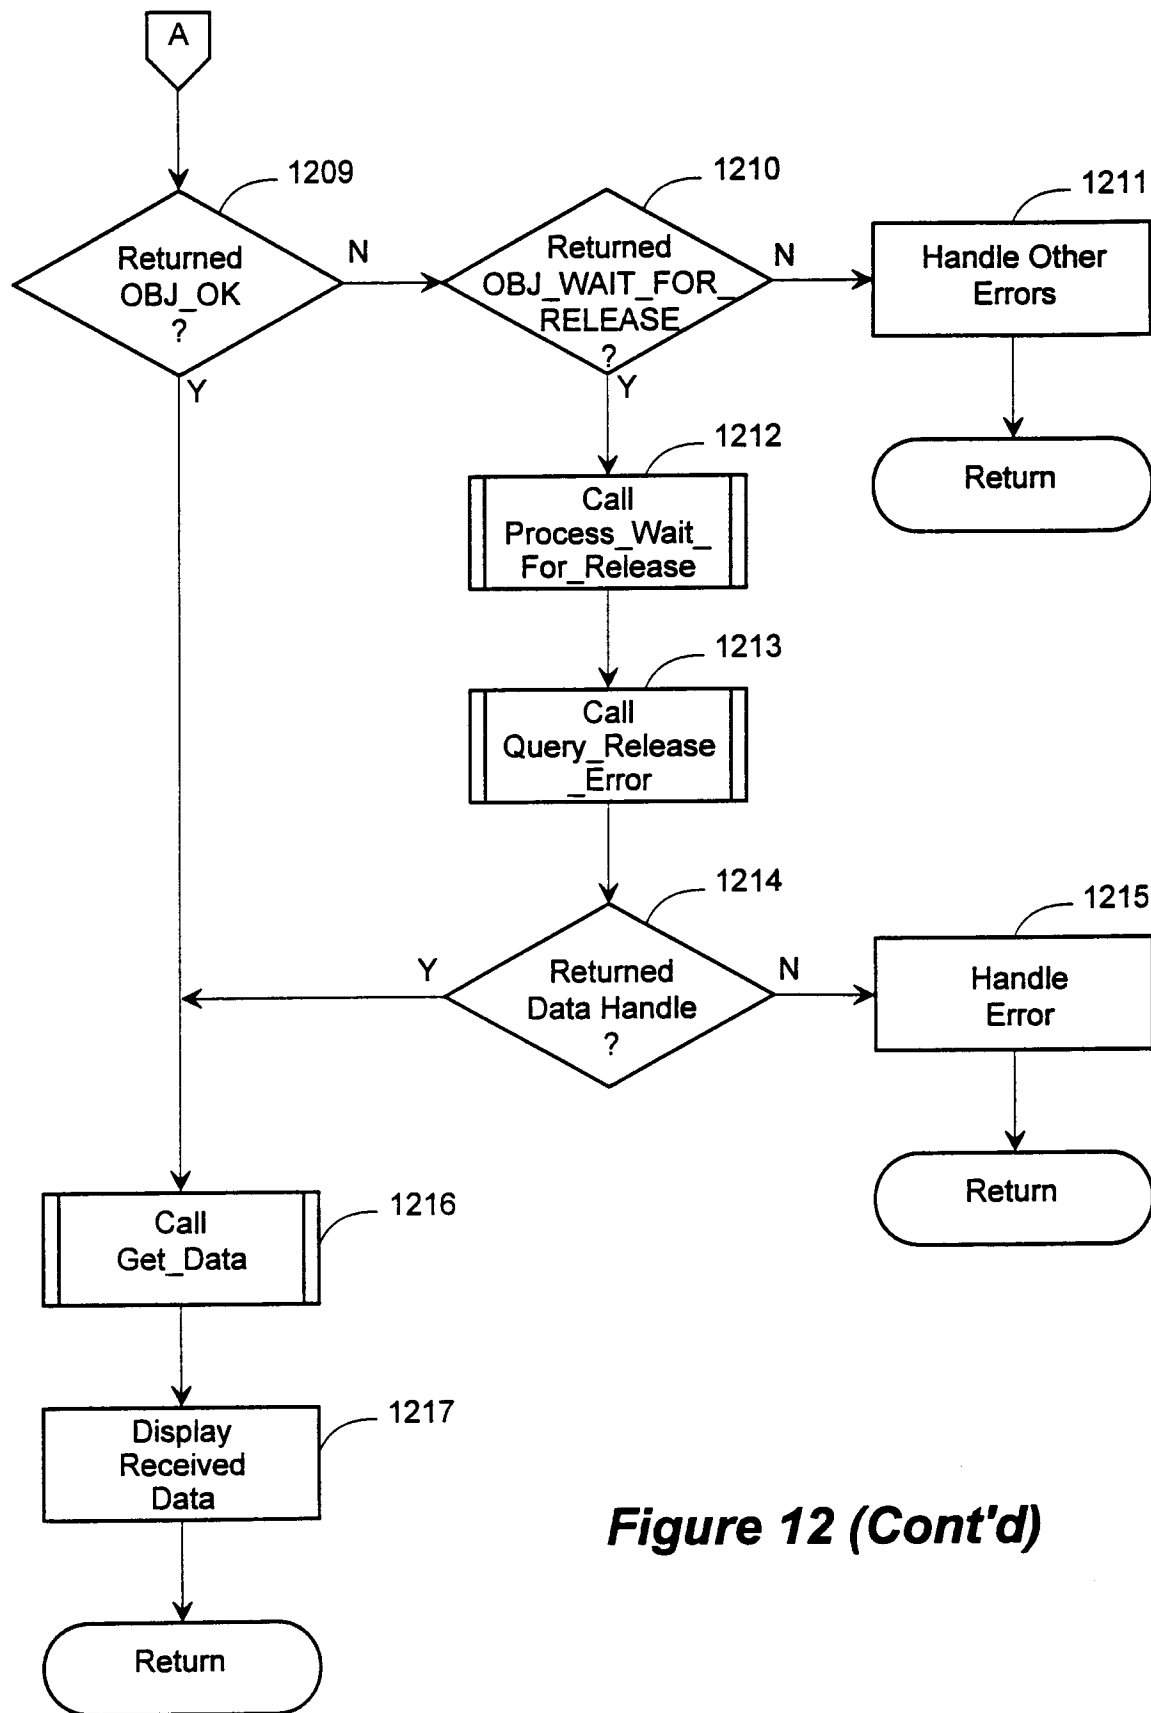 A
1209
1210
1211
Returned
OBJ_OK
?
N
Y
Returned
OBJ_WAIT_FOR_
RELEASE
?
N
Y
Handle Other
Errors
Return
1212
Call
Process_Wait_
For_Release
1213
Call
Query_Release
_Error
1214
Returned
Data Handle
?
Y
N
1215
Handle
Error
Return
1216
Call
Get_Data
1217
Display
Received
Data
Return
Figure 12 (Cont'd)